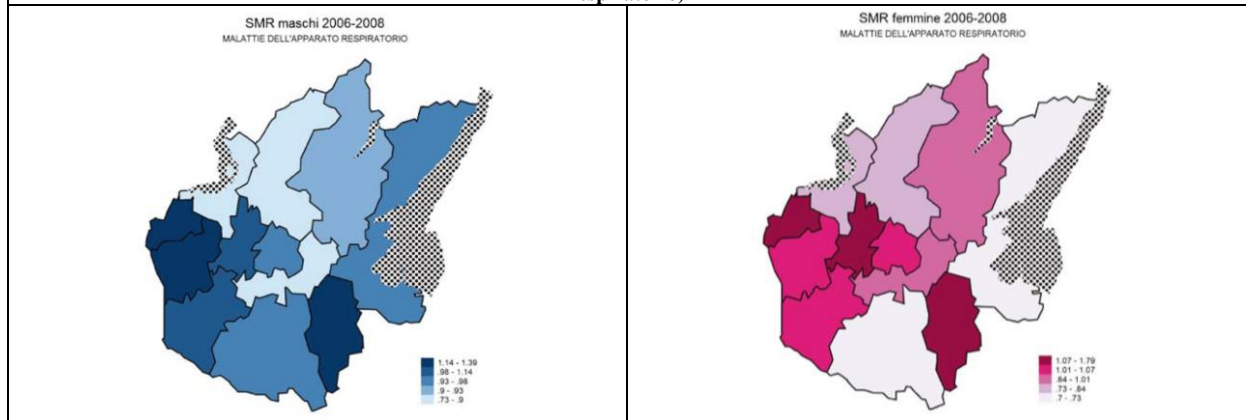 SMR maschi 2006-2008
MALATTIE DELL'APPARATO RESPIRATORIO
1.14 - 1.39
.98 - 1.14
.93 - .98
.9 - .93
.73 - .9
SMR femmine 2006-2008
MALATTIE DELL'APPARATO RESPIRATORIO
1.07 - 1.79
1.01 - 1.07
.84 - 1.01
.73 - .84
.7 - .73